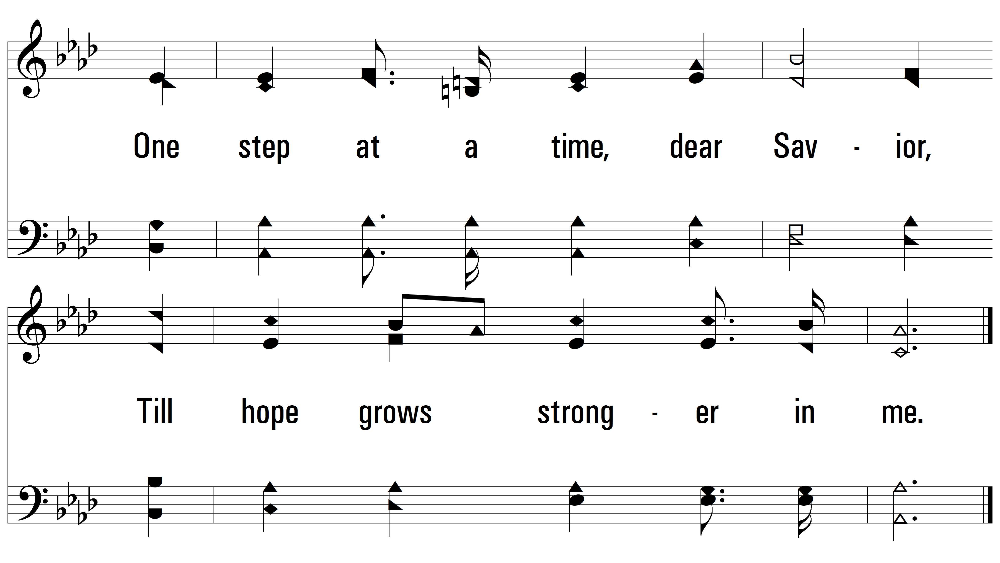 One step at a time, dear Sav - ior,
Till hope grows strong - er in me.